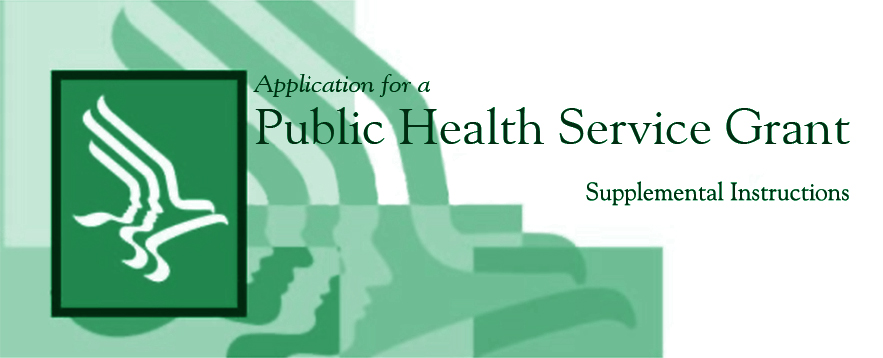 Application for a
Public Health Service Grant
Supplemental Instructions